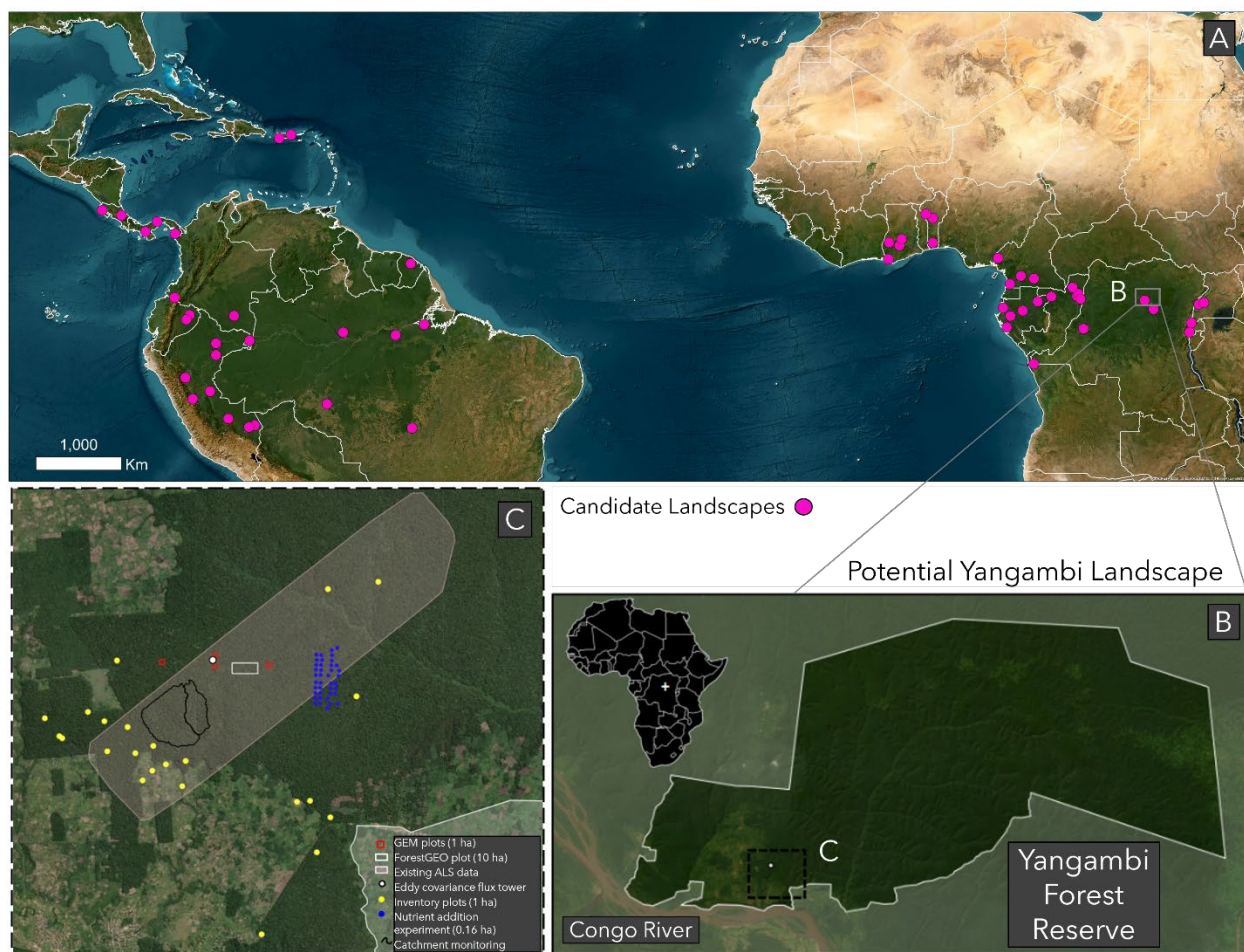 A
B
1,000
Km
C
Candidate Landscapes
Potential Yangambi Landscape
B
C
GEM plots (1 ha)
ForestGEO plot (10 ha)
Existing ALS data
Eddy covariance flux tower
Inventory plots (1 ha)
Nutrient addition
experiment (0.16 ha)
Catchment monitoring
Yangambi
Forest
Reserve
Congo River